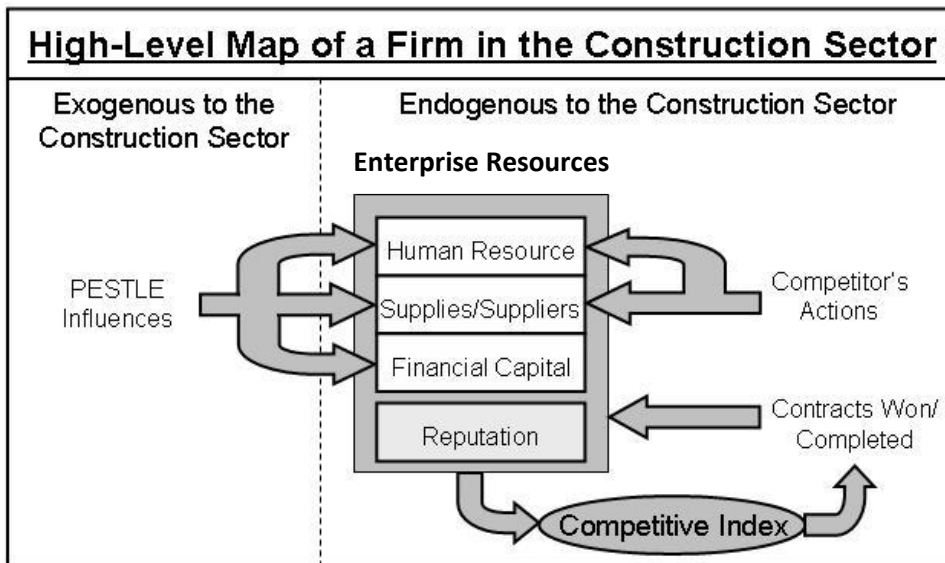 High-Level Map of a Firm in the Construction Sector
Exogenous to the
Construction Sector
Endogenous to the Construction Sector
Enterprise Resources
Human Resource
Supplies/Suppliers
Financial Capital
Reputation
PESTLE
Influences
Competitor's
Actions
Contracts Won/
Completed
Competitive Index